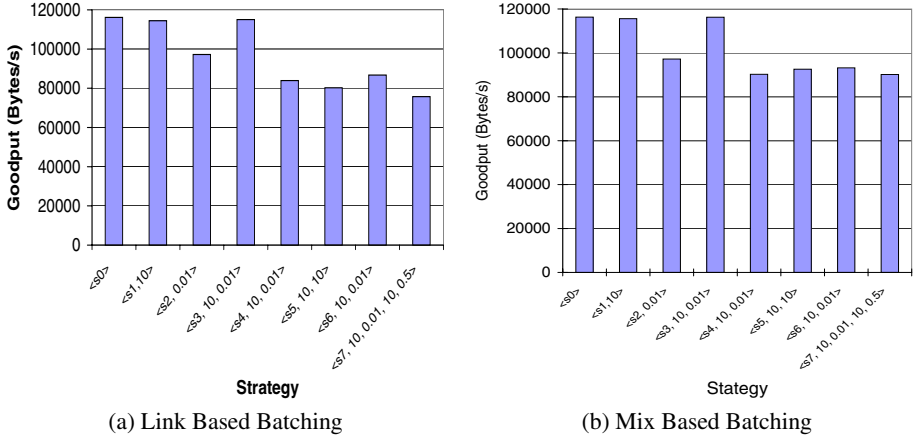 Goodput (Bytes/s)
120000
100000
80000
60000
40000
20000
0
<s0>
<s1,10>
<s2, 0.01>
<s3, 10, 0.01>
<s4, 10, 0.01>
<s5, 10, 10>
<s6, 10, 0.01>
<s7, 10, 0.01, 10, 0.5>
Strategy
(a) Link Based Batching
Goodput (Bytes/s)
120000
100000
80000
60000
40000
20000
0
<s0>
<s1,10>
<s2, 0.01>
<s3, 10, 0.01>
<s4, 10, 0.01>
<s5, 10, 10>
<s6, 10, 0.01>
<s7, 10, 0.01, 10, 0.5>
Stategy
(b) Mix Based Batching